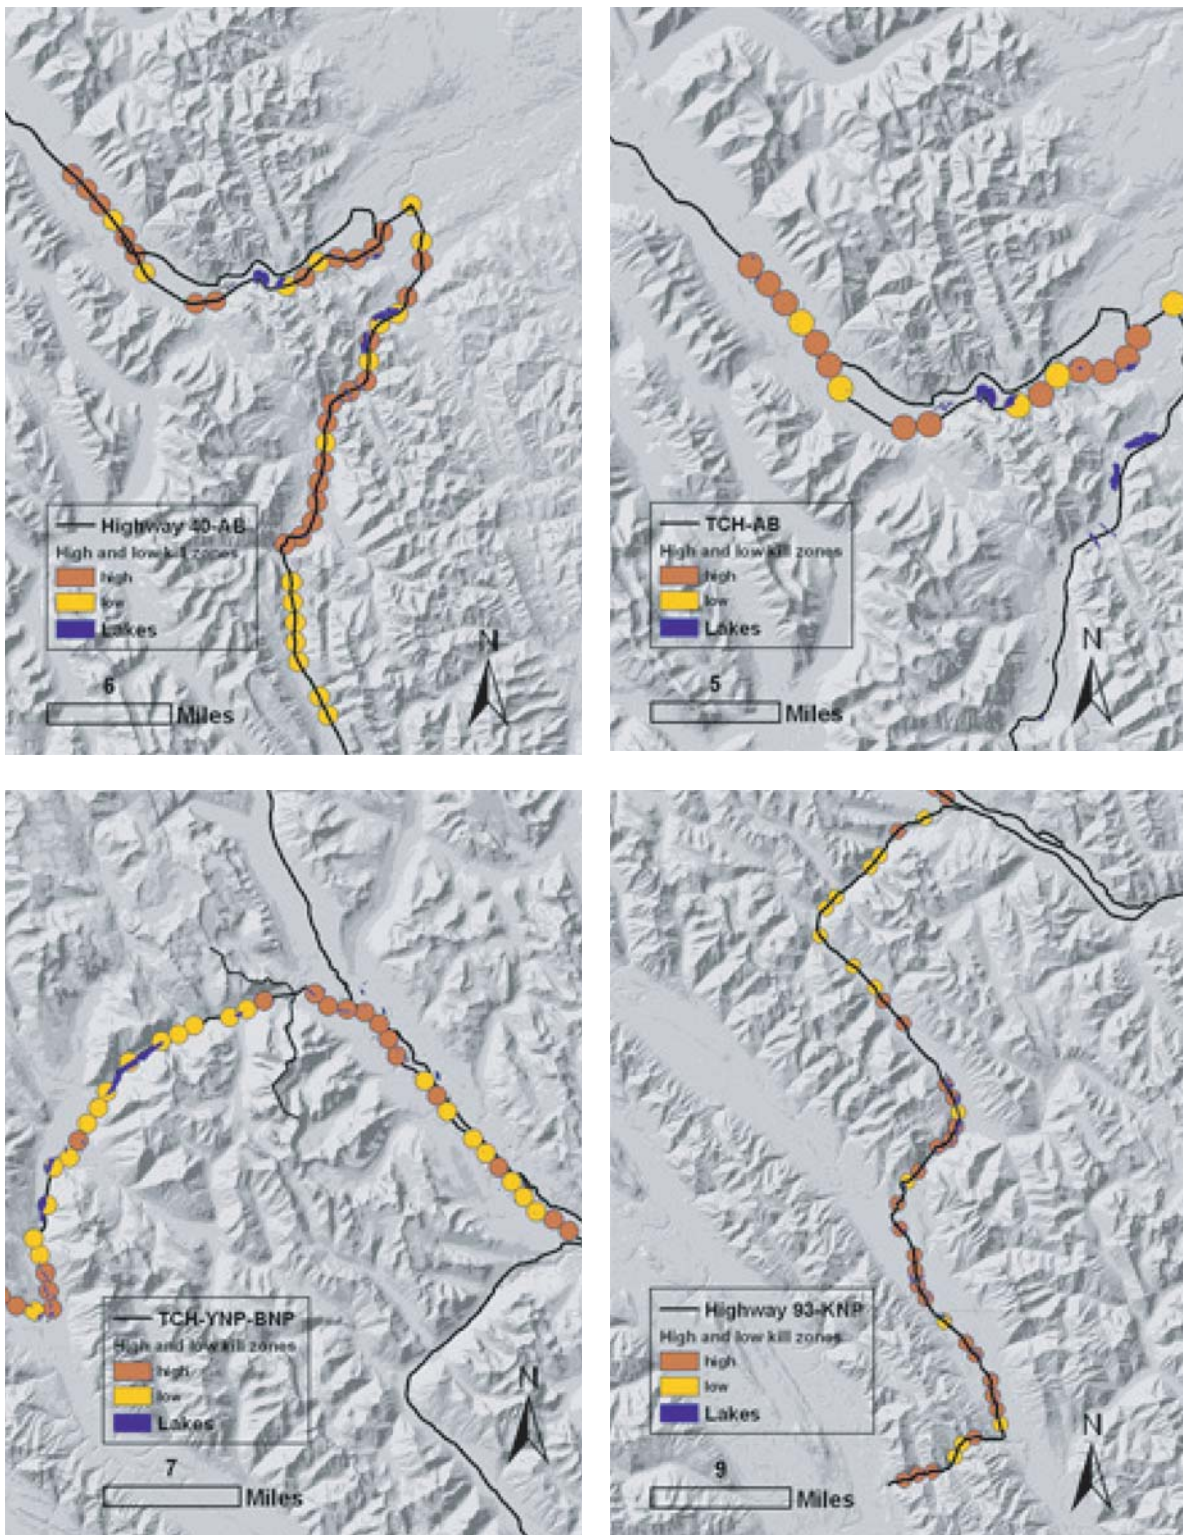 Highway 40-AB
High and low kill zones
high
low
Lakes
6
Miles
N
TCH-AB
High and low kill zones
high
low
Lakes
5
Miles
N
TCH-YNP-BNP
High and low kill zones
high
low
Lakes
7
Miles
N
Highway 93-KNP
High and low kill zones
high
low
Lakes
9
Miles
N